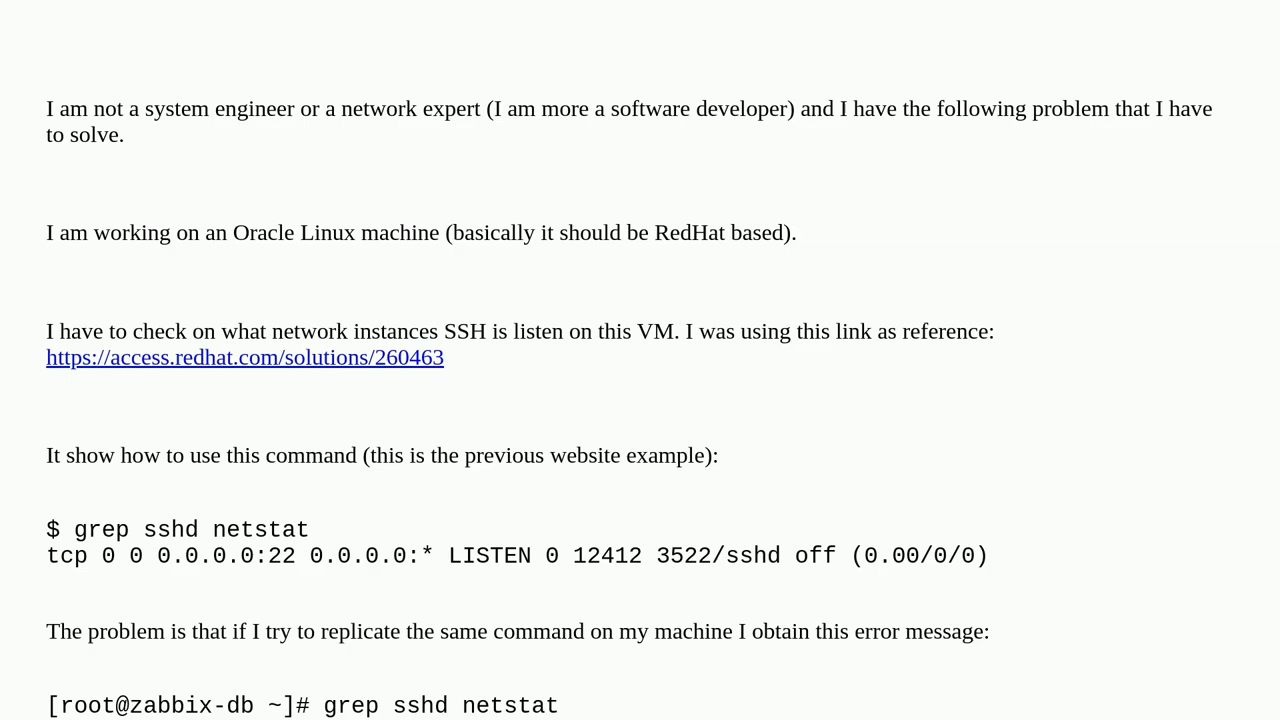 I am not a system engineer or a network expert (I am more a software developer) and I have the following problem that I have
to solve.
I am working on an Oracle Linux machine (basically it should be RedHat based).
I have to check on what network instances SSH is listen on this VM. I was using this link as reference:
https://access.redhat.com/solutions/260463
It show how to use this command (this is the previous website example):
$ grep sshd netstat
tcp 0 0 0.0.0.0:22 0.0.0.0:* LISTEN 0 12412 3522/sshd off (0.00/0/0)
The problem is that if I try to replicate the same command on my machine I obtain this error message:
[root@zabbix-db ~]# grep sshd netstat